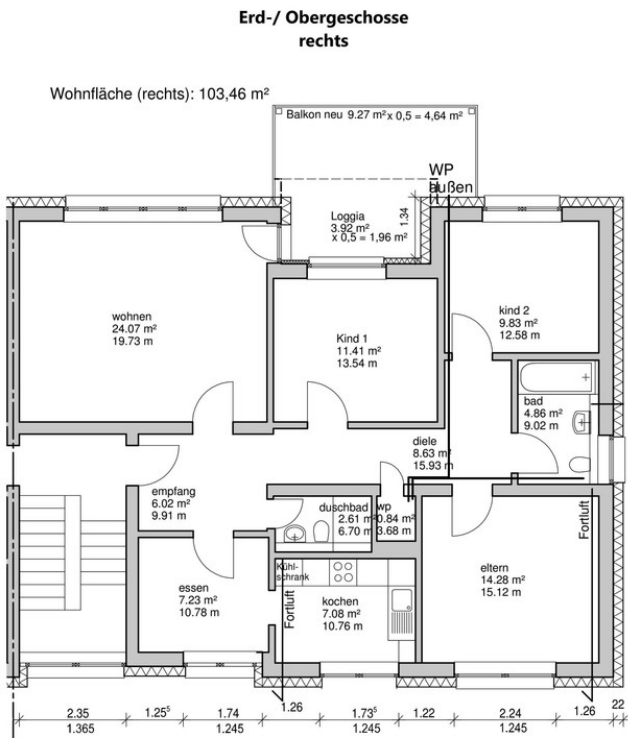 Erd-/ Obergeschosse
rechts
Wohnfläche (rechts): 103,46 m²
Balkon neu 9.27 m² x 0,5 = 4,64 m²
WP
außen
Loggia
3.92 m²
x 0,5 = 1,96 m²
1.34
wohnen
24.07 m²
19.73 m
Kind 1
11.41 m²
13.54 m
kind 2
9.83 m²
12.58 m
bad
4.86 m²
9.02 m
diele
8.63 m²
15.93 m
empfang
6.02 m²
9.91 m
duschbad
2.61 m²
6.70 m
wp
0.84 m²
3.68 m
Fortluft
eltern
14.28 m²
15.12 m
essen
7.23 m²
10.78 m
Kühl-
schrank
Fortluft
kochen
7.08 m²
10.76 m
2.35 1.25⁵ 1.74 1.26 1.73⁵ 1.22 2.24 1.26 22
1.365 1.245 1.245 1.245